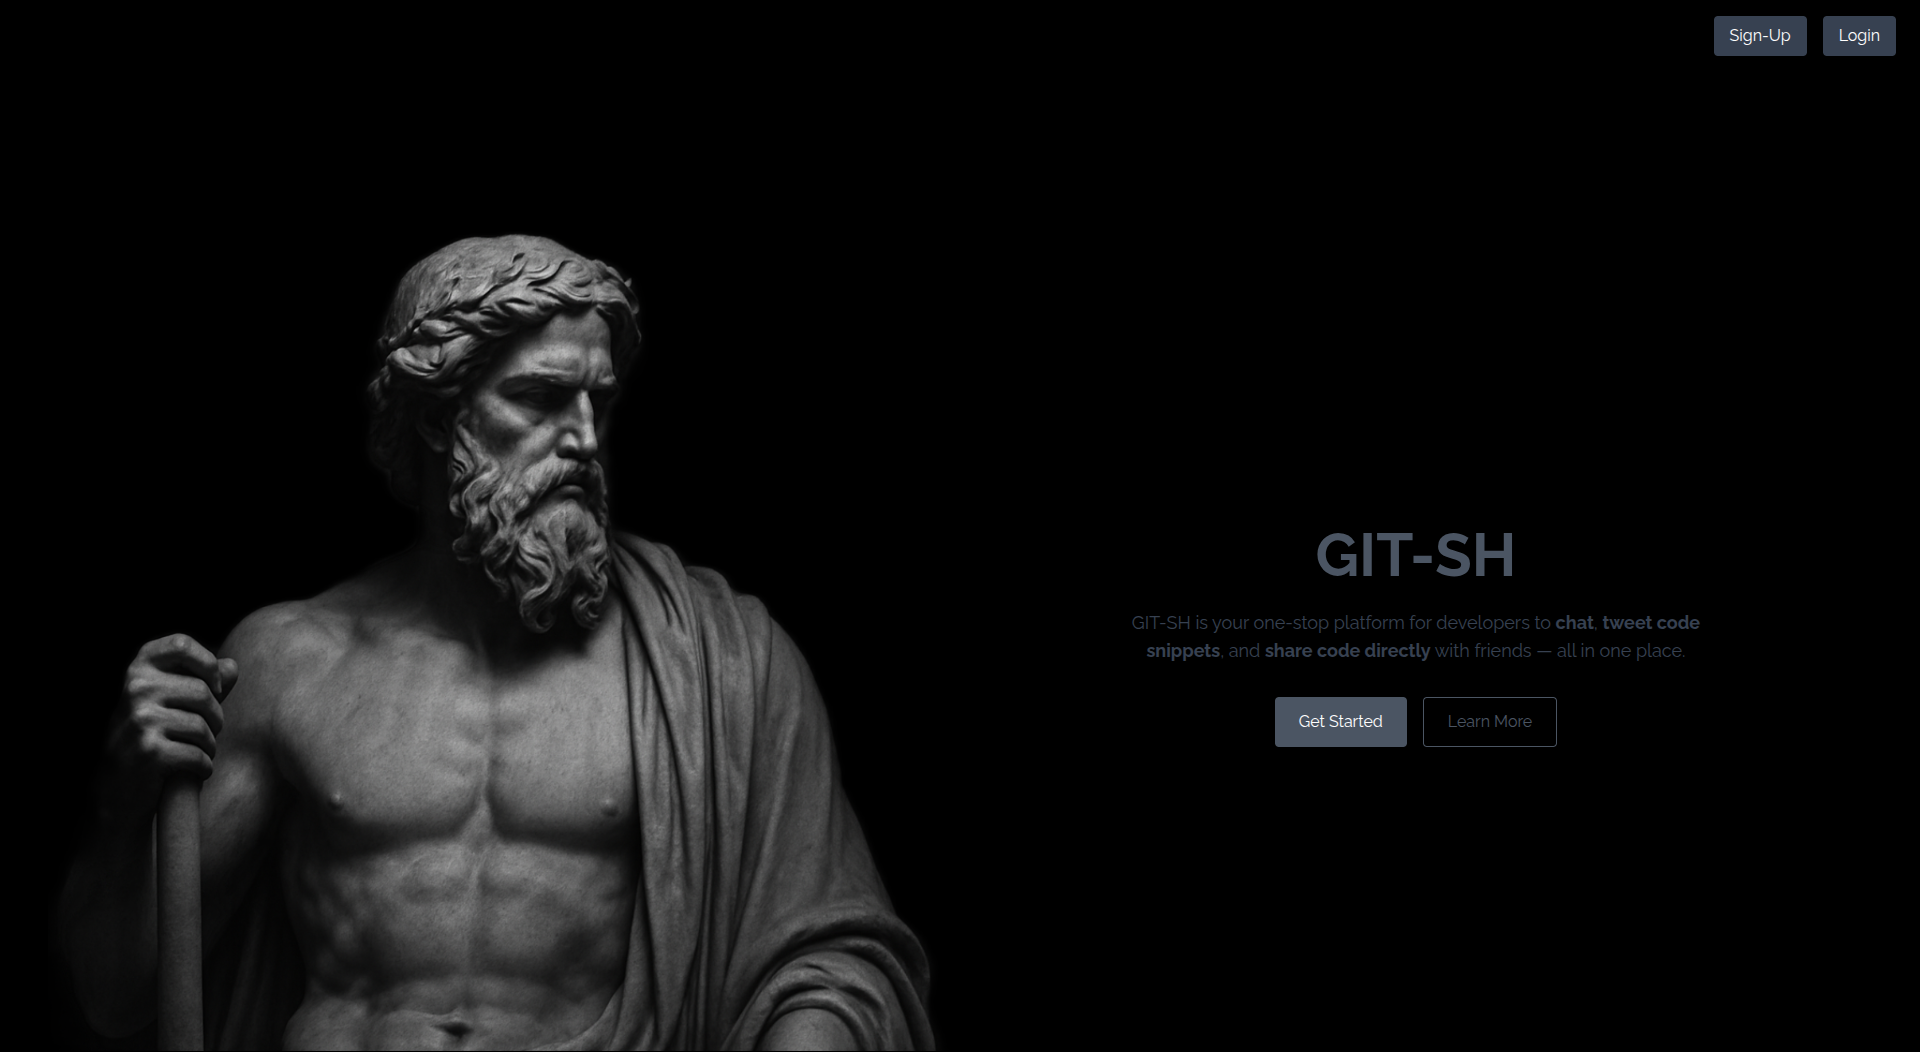 Sign-Up
Login
GIT-SH
GIT-SH is your one-stop platform for developers to chat, tweet code
snippets, and share code directly with friends — all in one place.
Get Started
Learn More